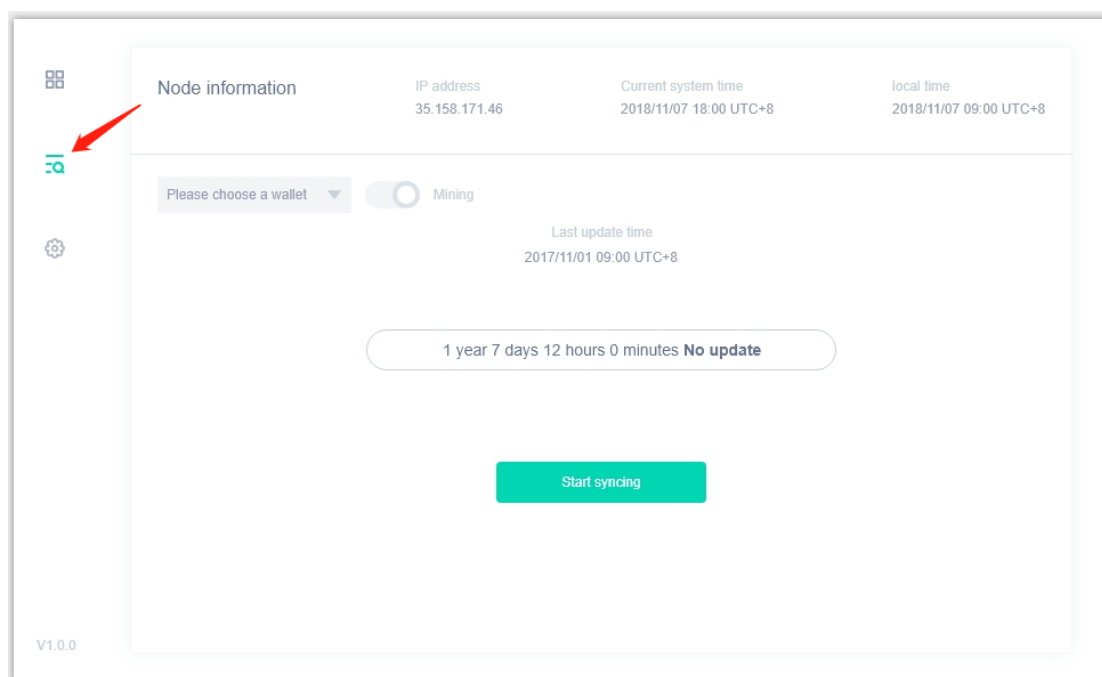 Node information
IP address
35.158.171.46
Current system time
2018/11/07 18:00 UTC+8
local time
2018/11/07 09:00 UTC+8
Please choose a wallet
Mining
Last update time
2017/11/01 09:00 UTC+8
1 year 7 days 12 hours 0 minutes No update
Start syncing
V1.0.0